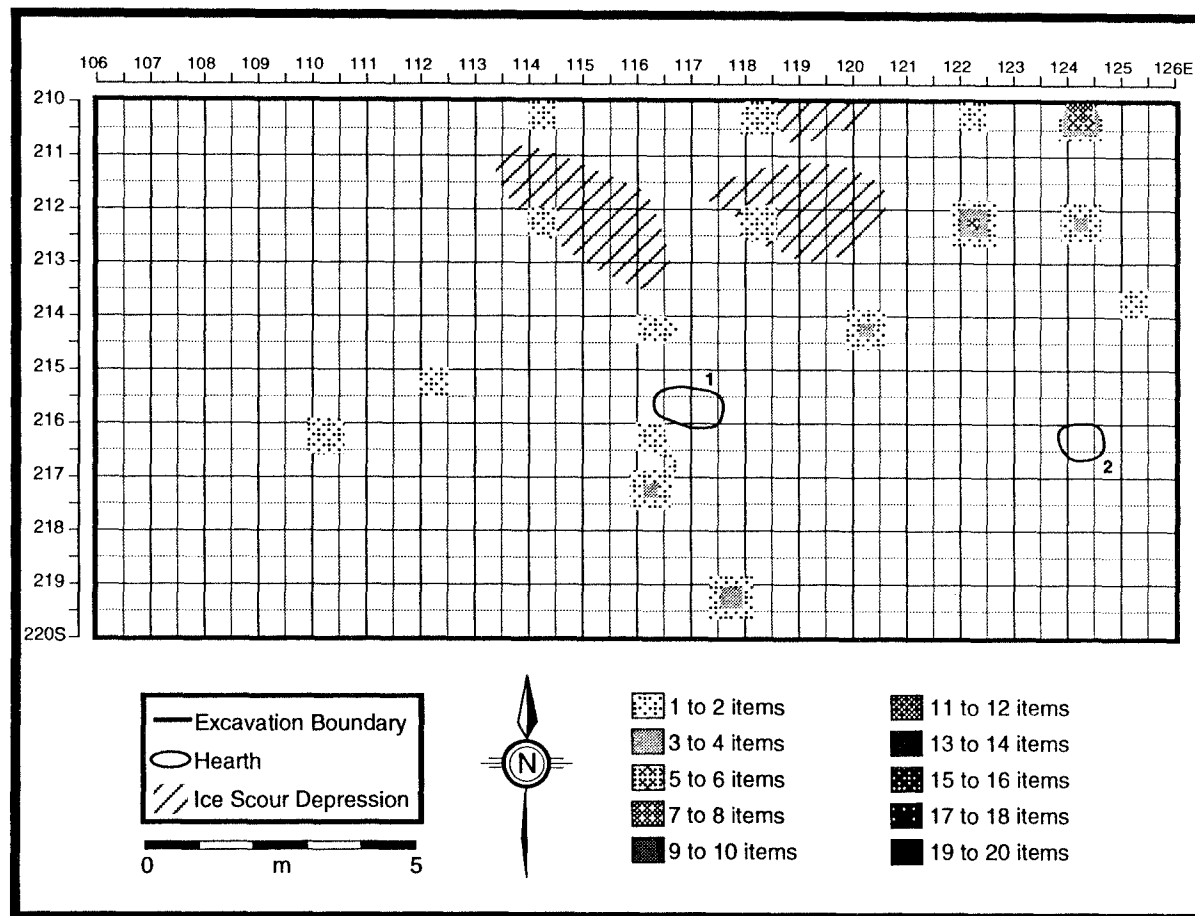 106 107 108 109 110 111 112 113 114 115 116 117 118 119 120 121 122 123 124 125 126E
210
211
212
213
214
215
216
217
218
219
220S
1
2
Excavation Boundary
Hearth
Ice Scour Depression
0 m 5
N
1 to 2 items
3 to 4 items
5 to 6 items
7 to 8 items
9 to 10 items
11 to 12 items
13 to 14 items
15 to 16 items
17 to 18 items
19 to 20 items